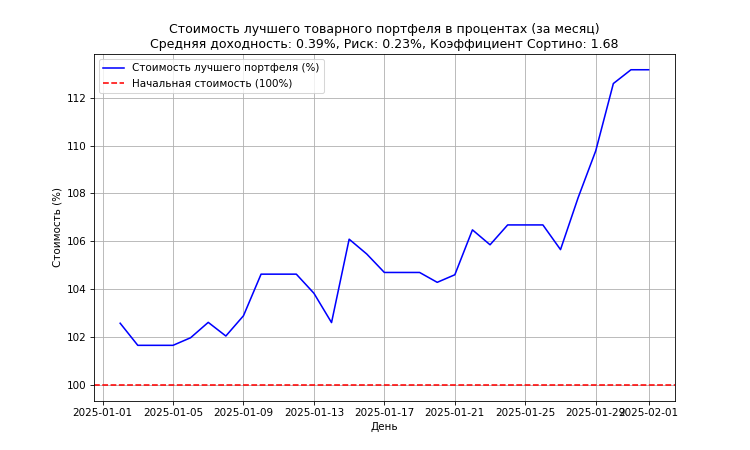 Стоимость лучшего товарного портфеля в процентах (за месяц)
Средняя доходность: 0.39%, Риск: 0.23%, Коэффициент Сортино: 1.68
Стоимость лучшего портфеля (%)
Начальная стоимость (100%)
Стоимость (%)
112
110
108
106
104
102
100
2025-01-01 2025-01-05 2025-01-09 2025-01-13 2025-01-17 2025-01-21 2025-01-25 2025-01-29 2025-02-01
День